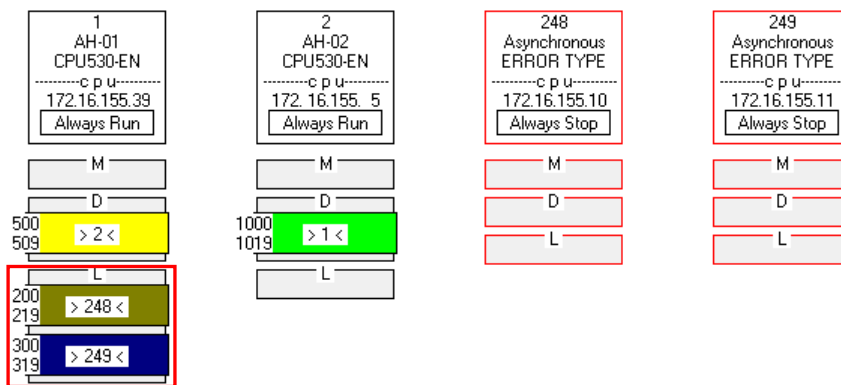 1
AH-01
CPU530-EN
--------c p u--------
172.16.155.39
Always Run
M
D
500
509
> 2 <
L
200
219
> 248 <
300
319
> 249 <
2
AH-02
CPU530-EN
--------c p u--------
172. 16.155.  5
Always Run
M
D
1000
1019
> 1 <
L
248
Asynchronous
ERROR TYPE
--------c p u--------
172.16.155.10
Always Stop
M
D
L
249
Asynchronous
ERROR TYPE
--------c p u--------
172.16.155.11
Always Stop
M
D
L